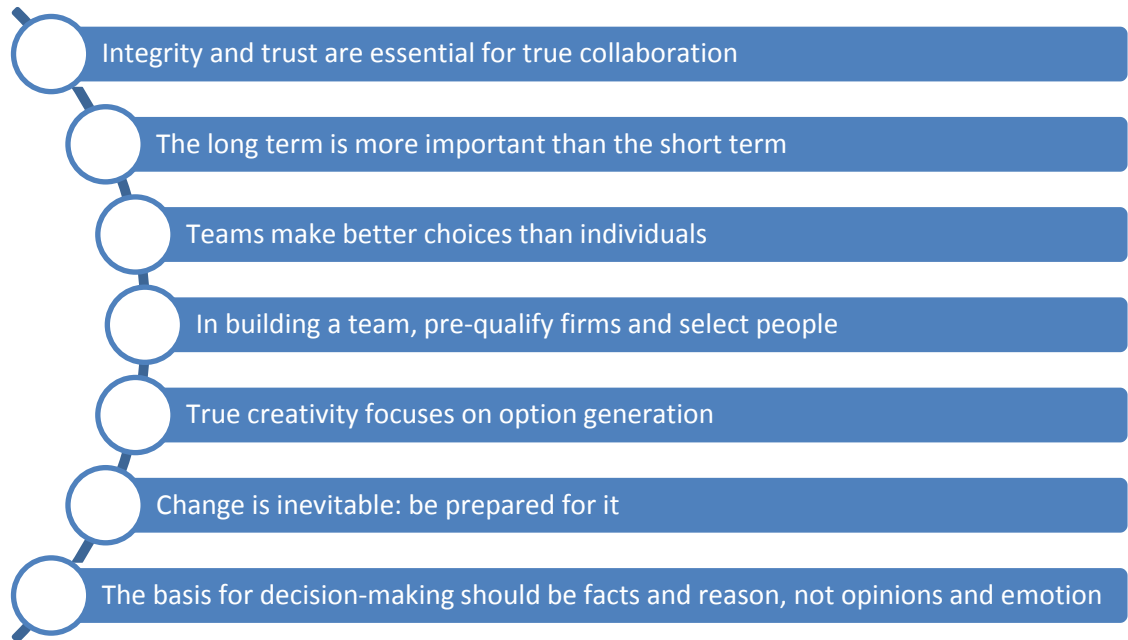 Integrity and trust are essential for true collaboration
The long term is more important than the short term
Teams make better choices than individuals
In building a team, pre-qualify firms and select people
True creativity focuses on option generation
Change is inevitable: be prepared for it
The basis for decision-making should be facts and reason, not opinions and emotion